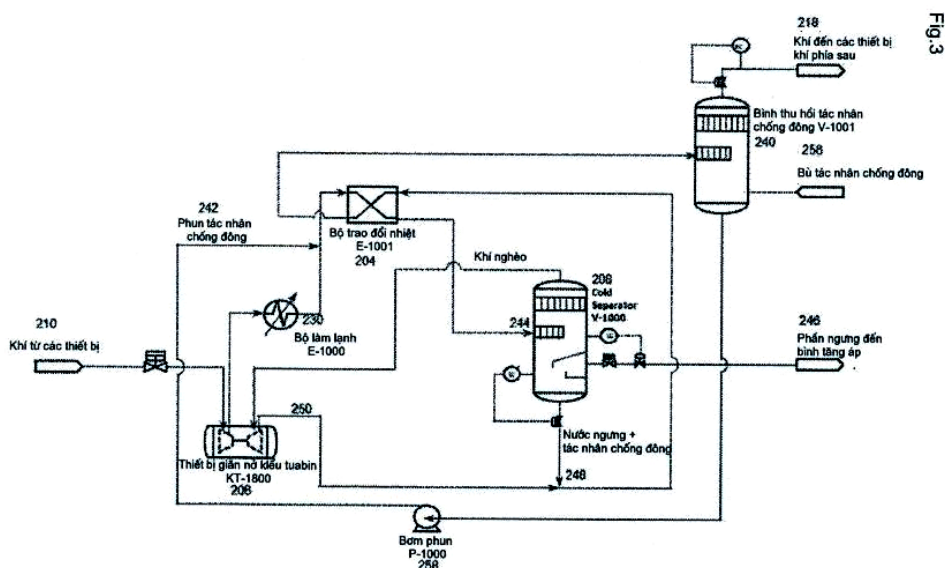 Fig.3
218
Khí đến các thiết bị
khí phía sau
Bình thu hồi tác nhân
chống đông V-1001
240
258
Bù tác nhân chống đông
242
Phun tác nhân
chống đông
Bộ trao đổi nhiệt
E-1001
204
Khí nghèo
208
Cold
Separator
V-1000
244
230
Bộ làm lạnh
E-1000
210
Khí từ các thiết bị
246
Phần ngưng đến
bình tăng áp
250
Nước ngưng +
tác nhân chống đông
248
Thiết bị giãn nở kiểu tuabin
KT-1800
206
Bơm phun
P-1000
258